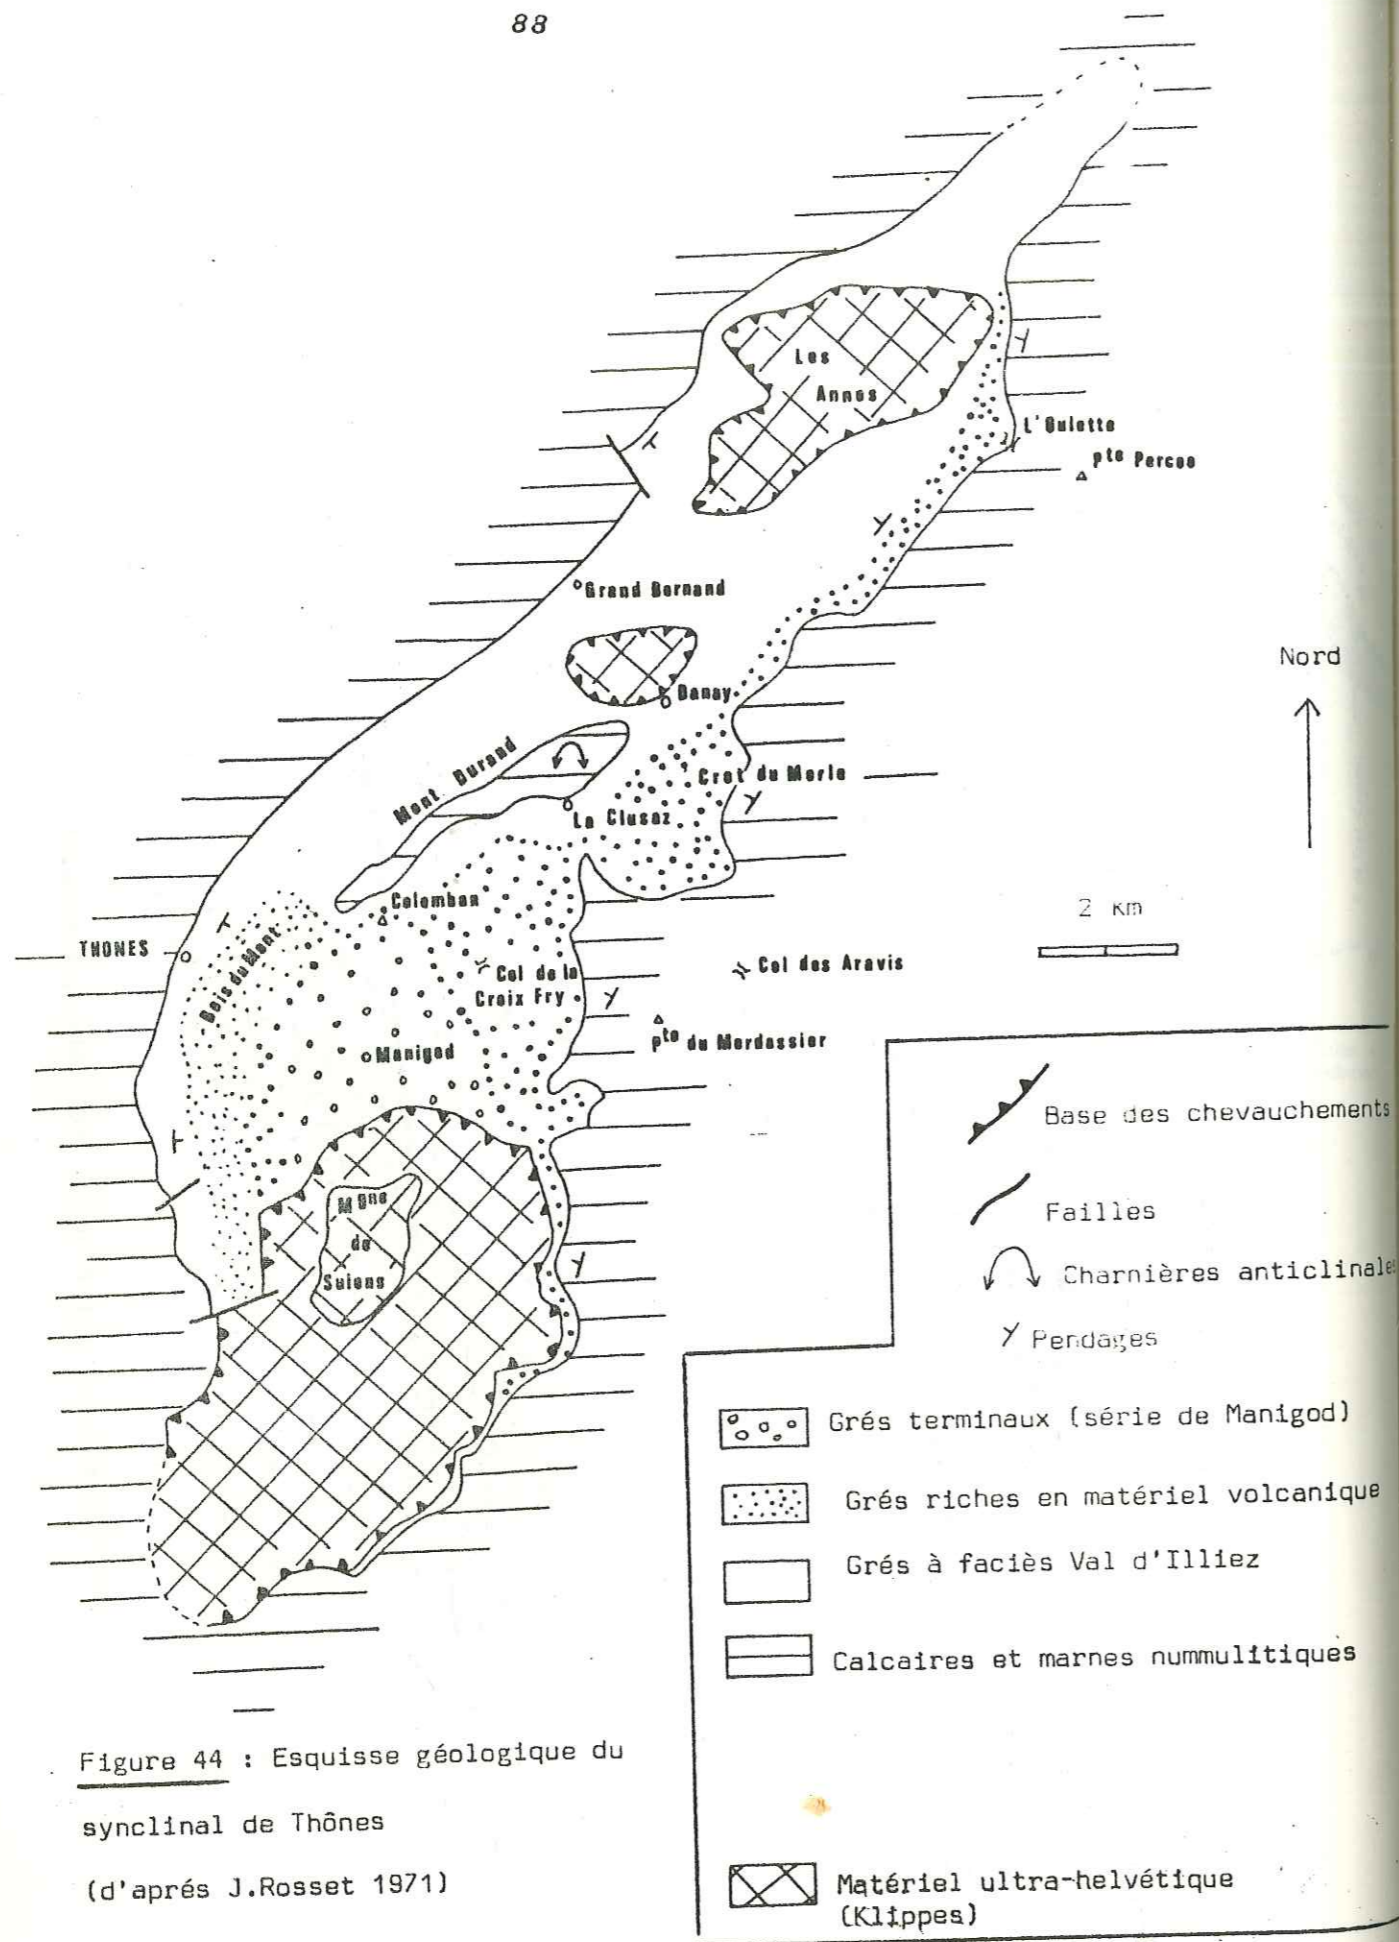 88
Les
Annes
L'Oulette
Pte Percee
Grand Bornand
Danay
Nord
Mont Durand
Cret du Merle
La Clusaz
Colomban
2 Km
THONES
Bois du Mont
Col de la
Croix Fry
Col des Aravis
Manigod
Pte du Merdassier
Base des chevauchements
Mgne
de
Sulens
Failles
Charnières anticlinales
Pendages
Grés terminaux (série de Manigod)
Grés riches en matériel volcanique
Grés à faciès Val d'Illiez
Calcaires et marnes nummulitiques
Figure 44 : Esquisse géologique du
synclinal de Thônes
(d'aprés J.Rosset 1971)
Matériel ultra-helvétique
(Klippes)